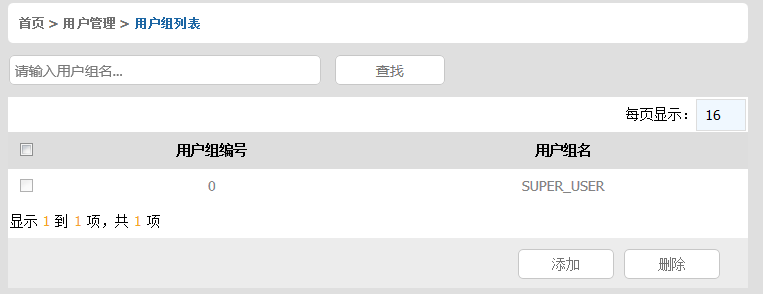 首页 > 用户管理 > 用户组列表
请输入用户组名... 查找
每页显示： 16
用户组编号 用户组名
0 SUPER_USER
显示 1 到 1 项，共 1 项
添加 删除